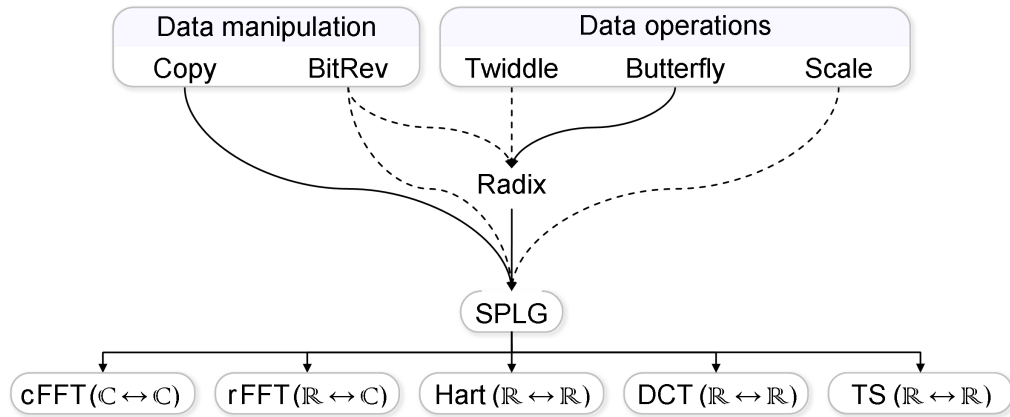 Data manipulation Data operations
Copy BitRev Twiddle Butterfly Scale
Radix
SPLG
cFFT (ℂ ↔ ℂ) rFFT (ℝ ↔ ℂ) Hart (ℝ ↔ ℝ) DCT (ℝ ↔ ℝ) TS (ℝ ↔ ℝ)